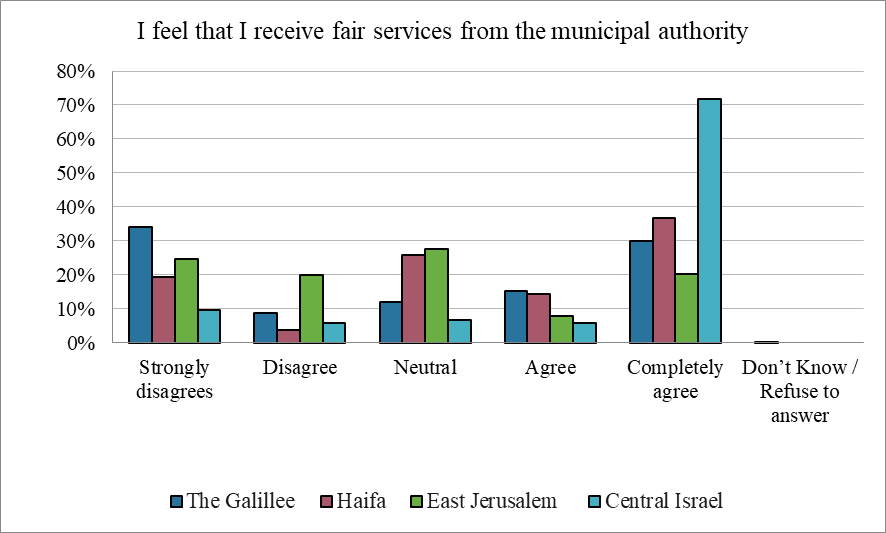 I feel that I receive fair services from the municipal authority
80%
70%
60%
50%
40%
30%
20%
10%
0%
Strongly
disagrees
Disagree
Neutral
Agree
Completely
agree
Don’t Know /
Refuse to
answer
The Galillee
Haifa
East Jerusalem
Central Israel